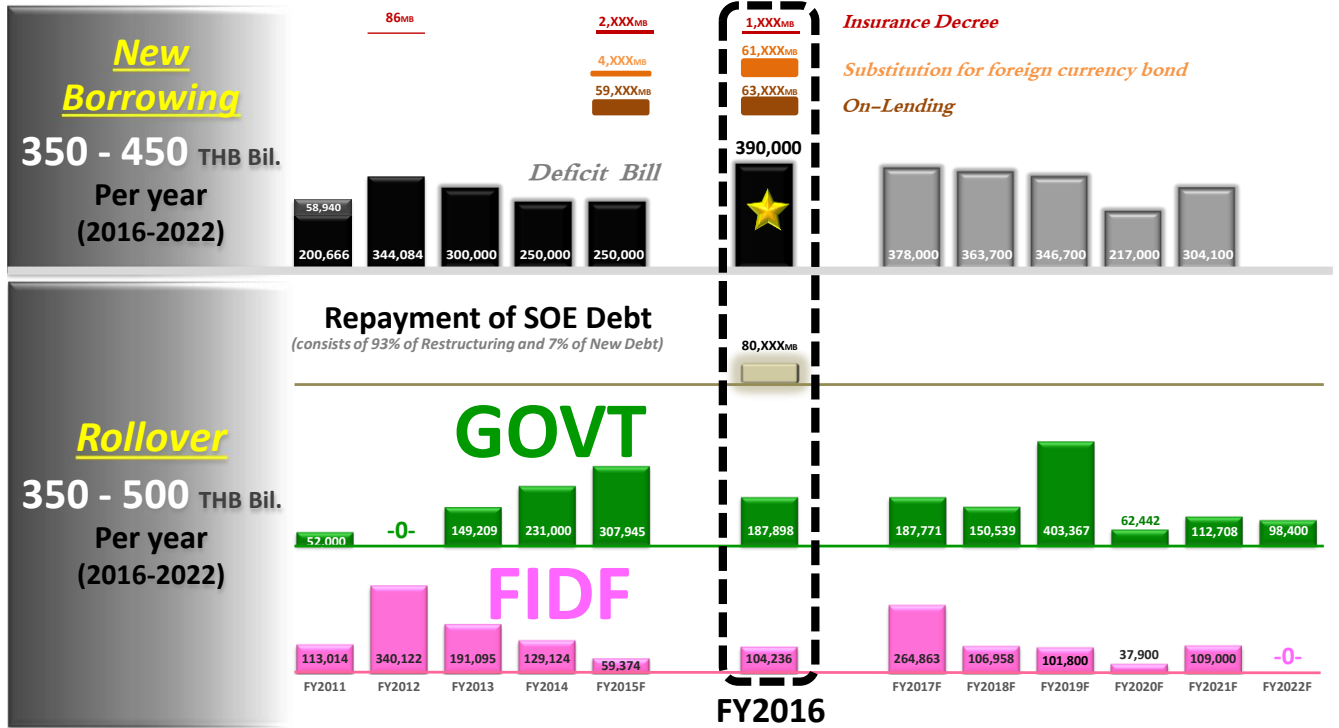 New
Borrowing
350 - 450 THB Bil.
Per year
(2016-2022)
86MB
2,XXXMB
1,XXXMB
Insurance Decree
4,XXXMB
61,XXXMB
Substitution for foreign currency bond
59,XXXMB
63,XXXMB
On-Lending
Deficit Bill
390,000
58,940
200,666
344,084
300,000
250,000
250,000
378,000
363,700
346,700
217,000
304,100
Rollover
350 - 500 THB Bil.
Per year
(2016-2022)
Repayment of SOE Debt
(consists of 93% of Restructuring and 7% of New Debt)
80,XXXMB
GOVT
52,000
-0-
149,209
231,000
307,945
187,898
187,771
150,539
403,367
62,442
112,708
98,400
FIDF
113,014
340,122
191,095
129,124
59,374
104,236
264,863
106,958
101,800
37,900
109,000
-0-
FY2011
FY2012
FY2013
FY2014
FY2015F
FY2016
FY2017F
FY2018F
FY2019F
FY2020F
FY2021F
FY2022F